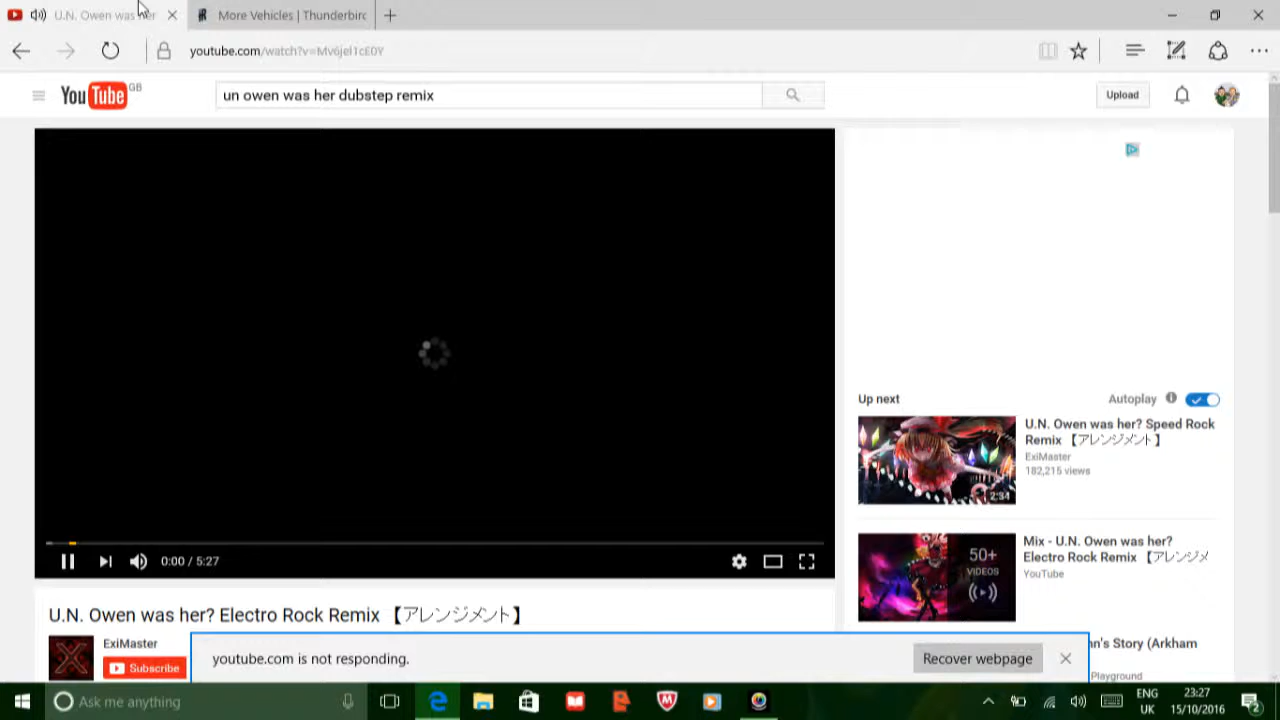 U.N. Owen was her
More Vehicles | Thunderbirc
youtube.com/watch?v=Mv6jel1cE0Y
YouTube GB
un owen was her dubstep remix
Upload
Up next
Autoplay
U.N. Owen was her? Speed Rock
Remix 【アレンジメント】
ExiMaster
182,215 views
2:34
Mix - U.N. Owen was her?
Electro Rock Remix 【アレンジメ
YouTube
50+
VIDEOS
0:00 / 5:27
U.N. Owen was her? Electro Rock Remix 【アレンジメント】
ExiMaster
Subscribe
youtube.com is not responding.
Recover webpage
n's Story (Arkham
Playground
Ask me anything
ENG
UK
23:27
15/10/2016
2